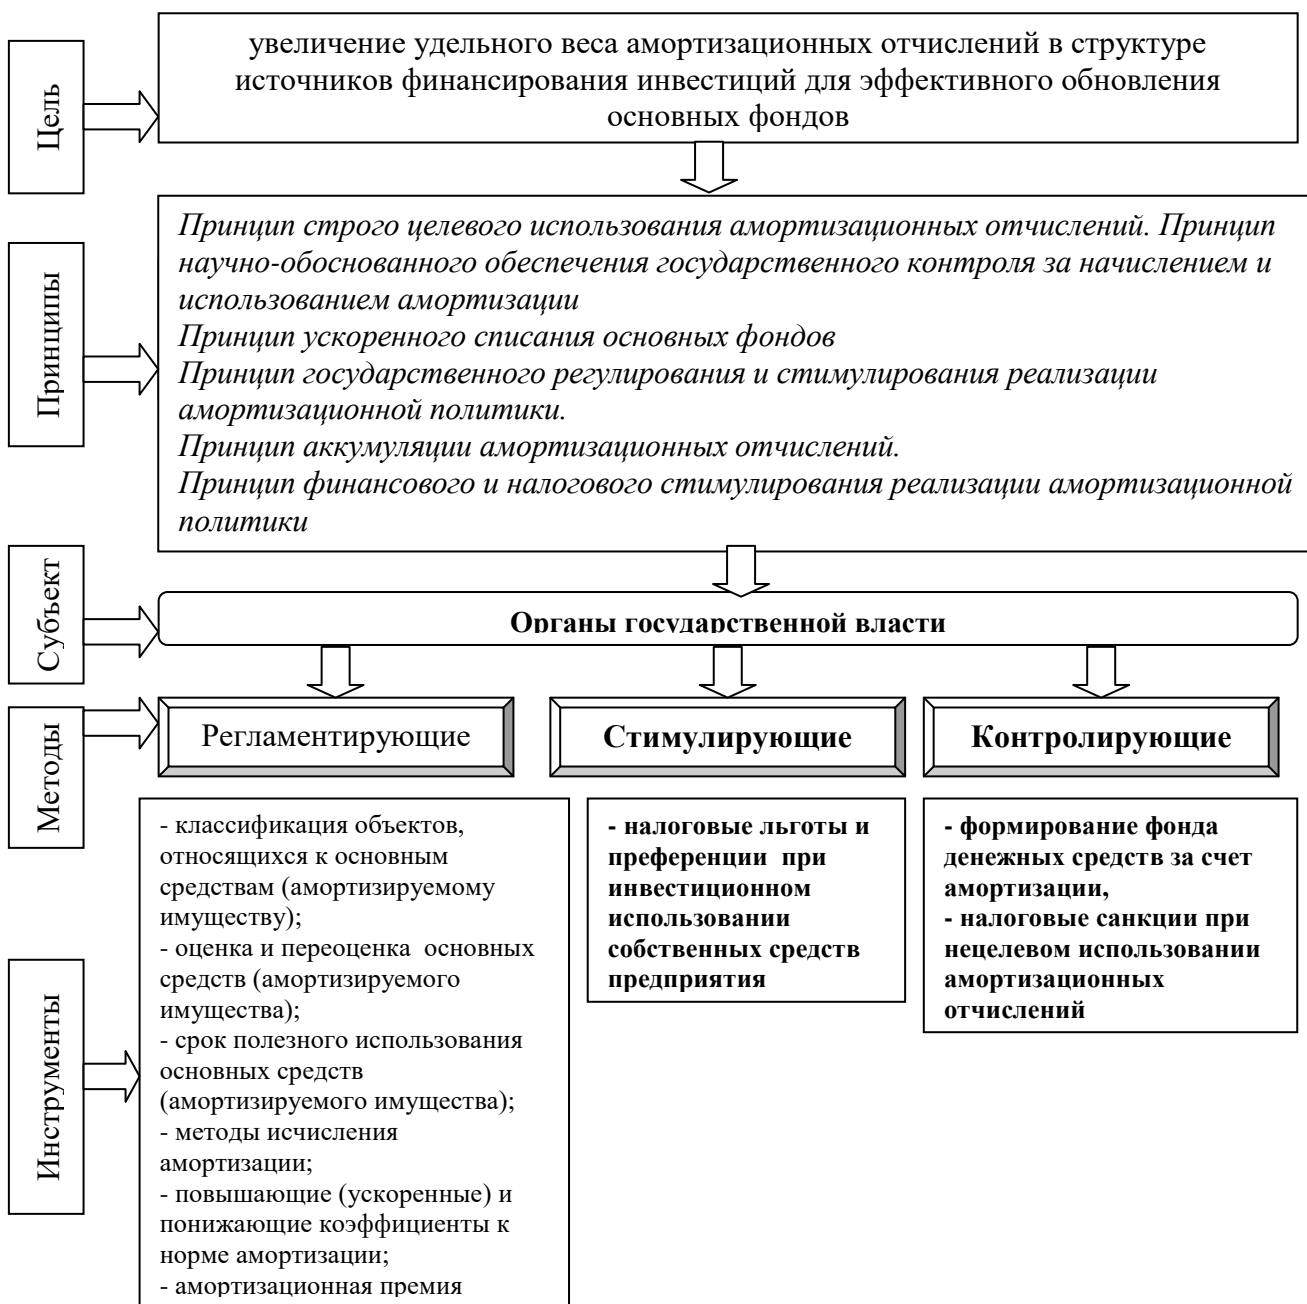 Цель
увеличение удельного веса амортизационных отчислений в структуре
источников финансирования инвестиций для эффективного обновления
основных фондов
Принципы
Принцип строго целевого использования амортизационных отчислений. Принцип
научно-обоснованного обеспечения государственного контроля за начислением и
использованием амортизации
Принцип ускоренного списания основных фондов
Принцип государственного регулирования и стимулирования реализации
амортизационной политики.
Принцип аккумуляции амортизационных отчислений.
Принцип финансового и налогового стимулирования реализации амортизационной
политики
Субъект
Органы государственной власти
Методы
Регламентирующие
Стимулирующие
Контролирующие
Инструменты
- классификация объектов,
относящихся к основным
средствам (амортизируемому
имуществу);
- оценка и переоценка основных
средств (амортизируемого
имущества);
- срок полезного использования
основных средств
(амортизируемого имущества);
- методы исчисления
амортизации;
- повышающие (ускоренные) и
понижающие коэффициенты к
норме амортизации;
- амортизационная премия
- налоговые льготы и
преференции при
инвестиционном
использовании
собственных средств
предприятия
- формирование фонда
денежных средств за счет
амортизации,
- налоговые санкции при
нецелевом использовании
амортизационных
отчислений